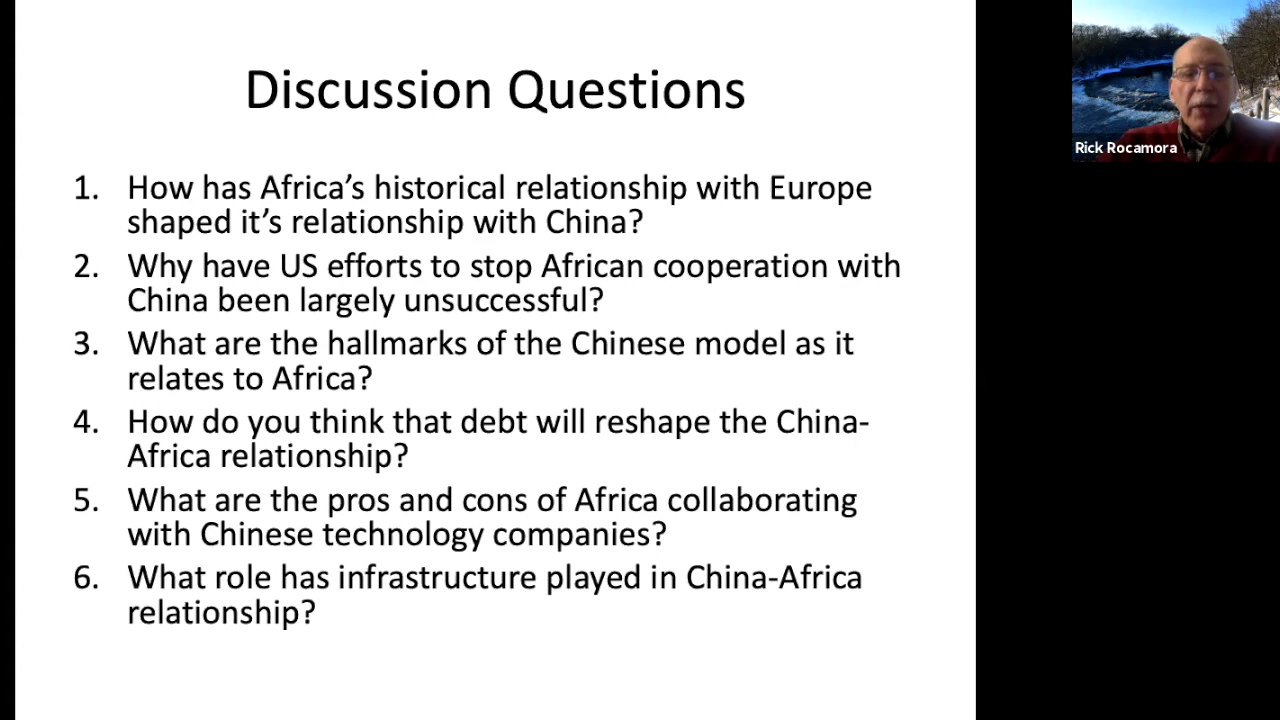 Discussion Questions
1. How has Africa’s historical relationship with Europe
shaped it’s relationship with China?
2. Why have US efforts to stop African cooperation with
China been largely unsuccessful?
3. What are the hallmarks of the Chinese model as it
relates to Africa?
4. How do you think that debt will reshape the China-
Africa relationship?
5. What are the pros and cons of Africa collaborating
with Chinese technology companies?
6. What role has infrastructure played in China-Africa
relationship?
Rick Rocamora